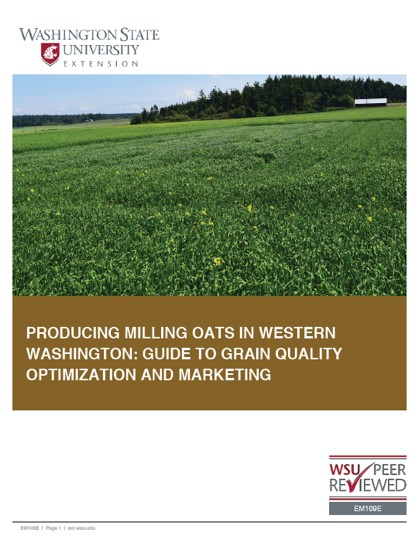 WASHINGTON STATE
UNIVERSITY
EXTENSION
PRODUCING MILLING OATS IN WESTERN
WASHINGTON: GUIDE TO GRAIN QUALITY
OPTIMIZATION AND MARKETING
WSU PEER
REVIEWED
EM109E
EM109E | Page 1 | ext.wsu.edu